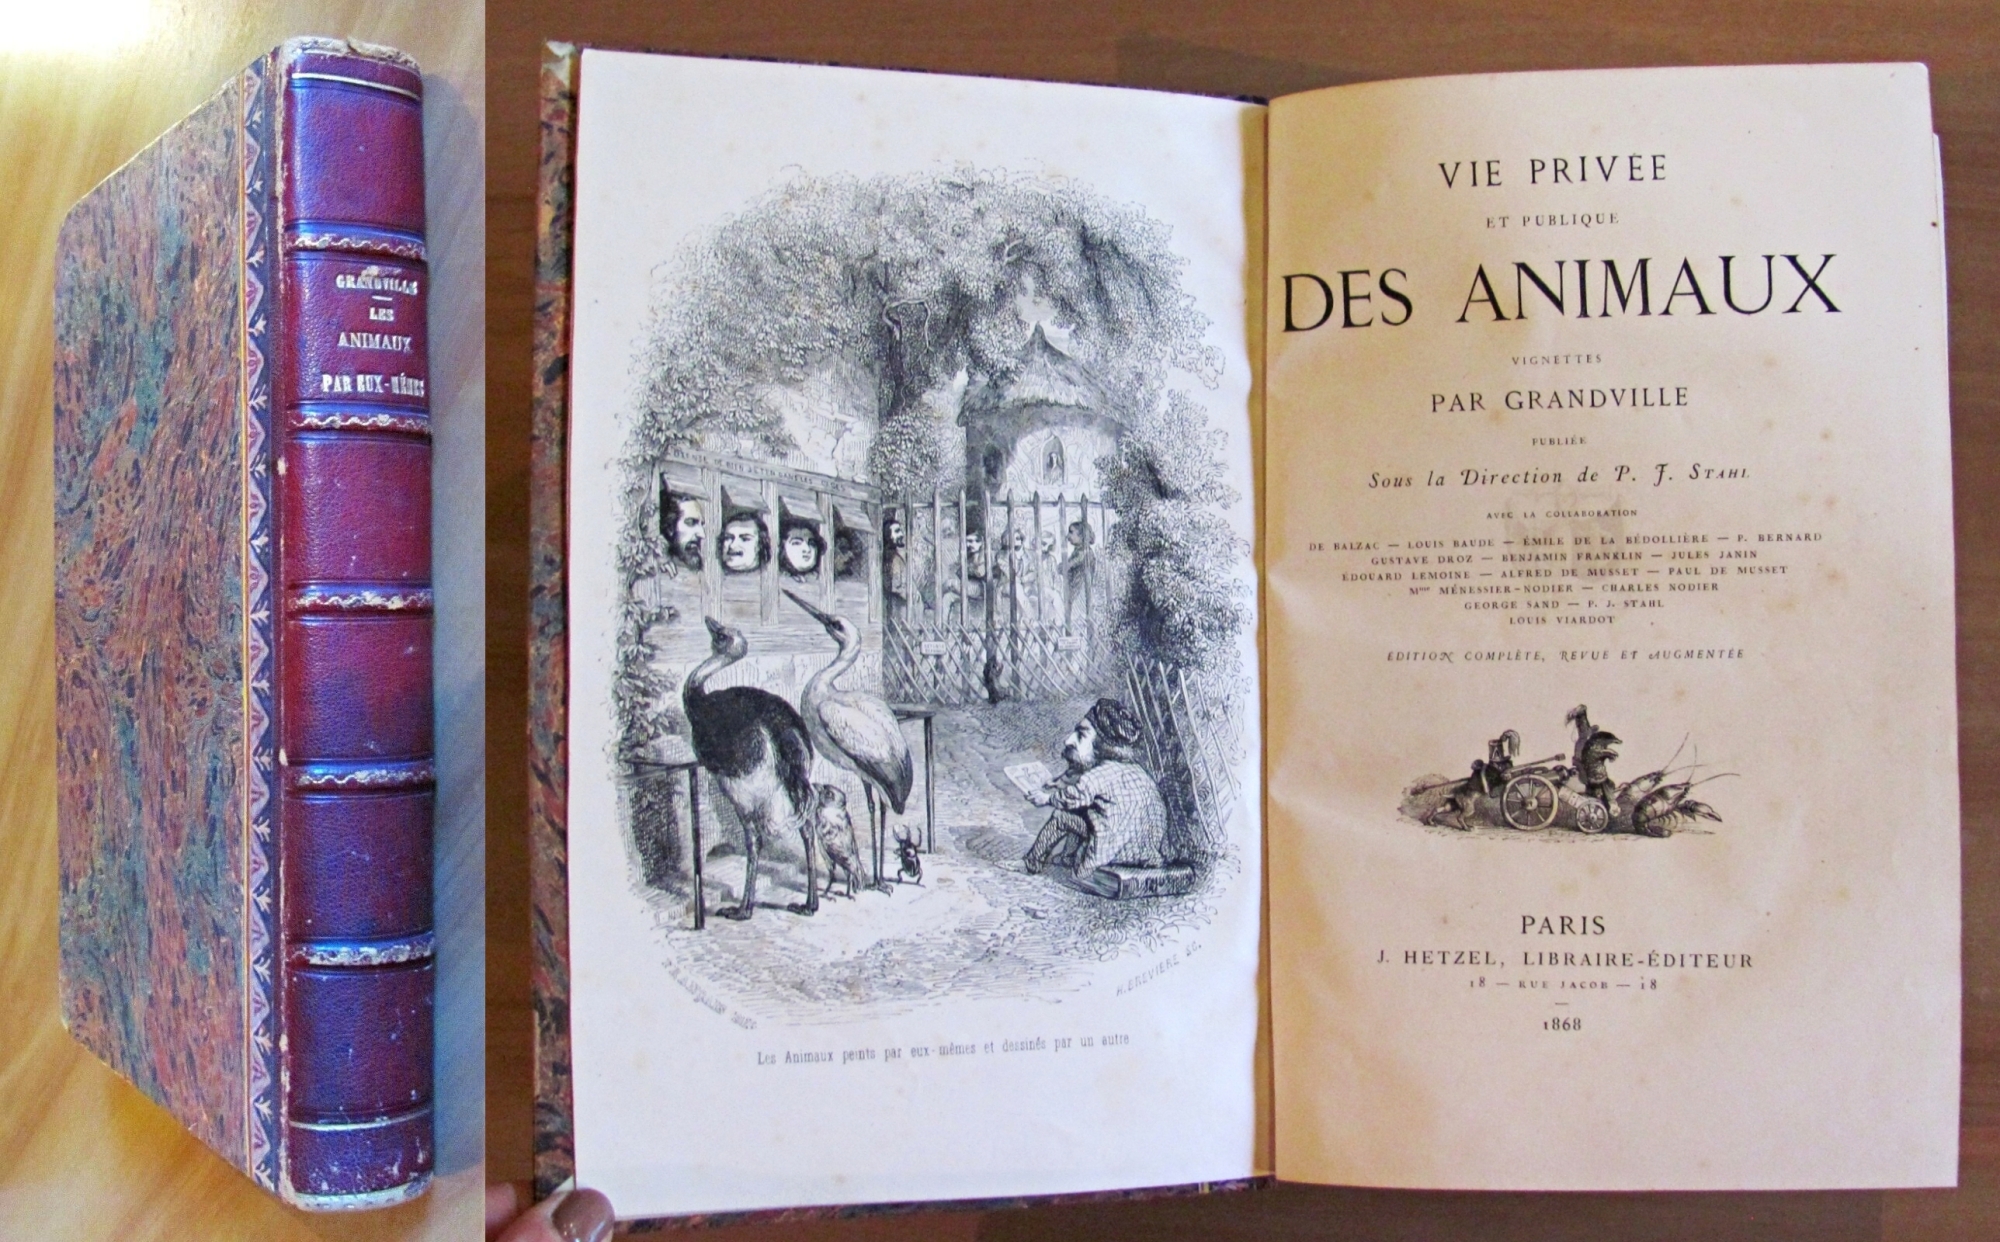 GRANDVILLE
LES
ANIMAUX
PAR EUX-MÊMES
H. BREVIERE SC.
Les Animaux peints par eux-mêmes et dessinés par un autre
VIE PRIVÉE
ET PUBLIQUE
DES ANIMAUX
VIGNETTES
PAR GRANDVILLE
PUBLIÉE
Sous la Direction de P. J. STAHL
AVEC LA COLLABORATION
DE BALZAC — LOUIS BAUDE — ÉMILE DE LA BÉDOLLIÈRE — P. BERNARD
GUSTAVE DROZ — BENJAMIN FRANKLIN — JULES JANIN
ÉDOUARD LEMOINE — ALFRED DE MUSSET — PAUL DE MUSSET
Mme MÉNESSIER-NODIER — CHARLES NODIER
GEORGE SAND — P. J. STAHL
LOUIS VIARDOT
ÉDITION COMPLÈTE, REVUE ET AUGMENTÉE
PARIS
J. HETZEL, LIBRAIRE-ÉDITEUR
18 — RUE JACOB — 18
1868